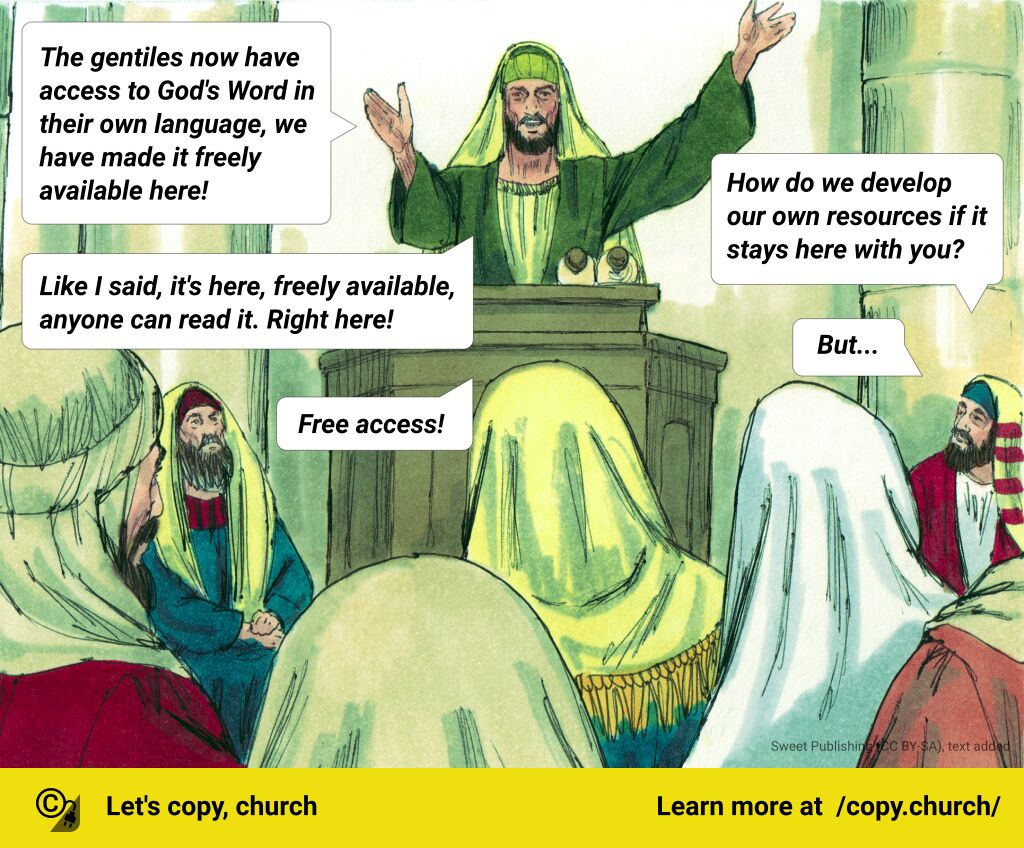 The gentiles now have
access to God's Word in
their own language, we
have made it freely
available here!
How do we develop
our own resources if it
stays here with you?
Like I said, it's here, freely available,
anyone can read it. Right here!
But...
Free access!
Sweet Publishing (CC BY-SA), text added
©
Let's copy, church
Learn more at /copy.church/